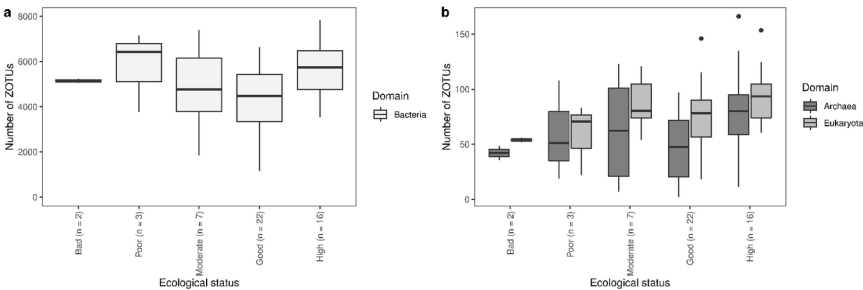 a
Number of ZOTUs
8000
6000
4000
2000
0
Bad (n = 2)
Poor (n = 3)
Moderate (n = 7)
Good (n = 22)
High (n = 16)
Ecological status
Domain
Bacteria
b
Number of ZOTUs
150
100
50
0
Bad (n = 2)
Poor (n = 3)
Moderate (n = 7)
Good (n = 22)
High (n = 16)
Ecological status
Domain
Archaea
Eukaryota